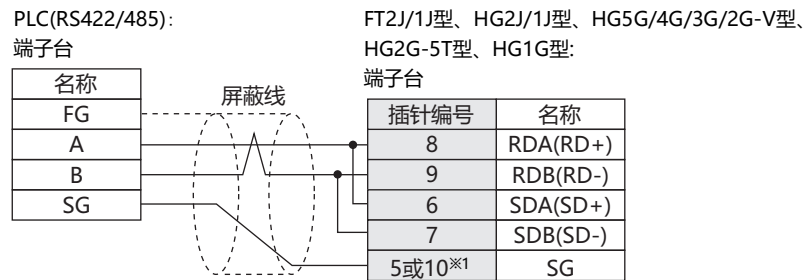 PLC(RS422/485):
端子台
名称
FG
A
B
SG
屏蔽线
FT2J/1J型、HG2J/1J型、HG5G/4G/3G/2G-V型、
HG2G-5T型、HG1G型:
端子台
插针编号 名称
8 RDA(RD+)
9 RDB(RD-)
6 SDA(SD+)
7 SDB(SD-)
5或10※1 SG